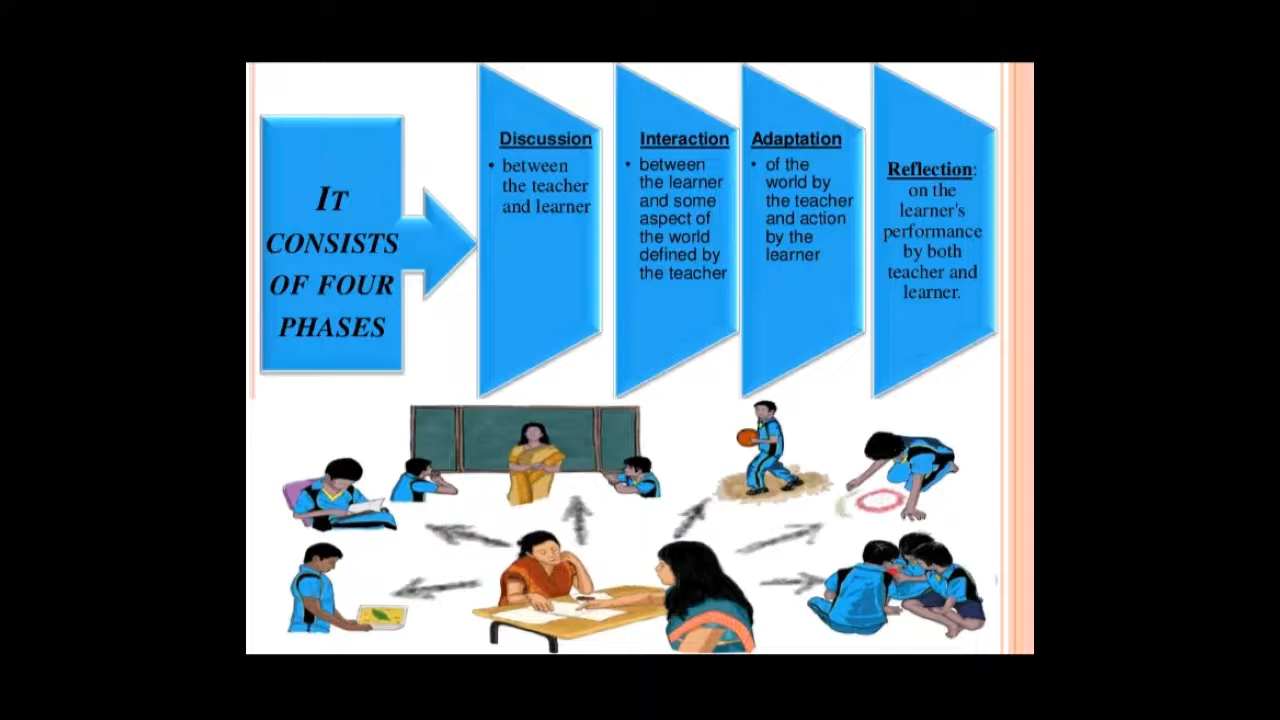 IT
CONSISTS
OF FOUR
PHASES
Discussion
• between
the teacher
and learner
Interaction
• between
the learner
and some
aspect of
the world
defined by
the teacher
Adaptation
• of the
world by
the teacher
and action
by the
learner
Reflection:
on the
learner's
performance
by both
teacher and
learner.